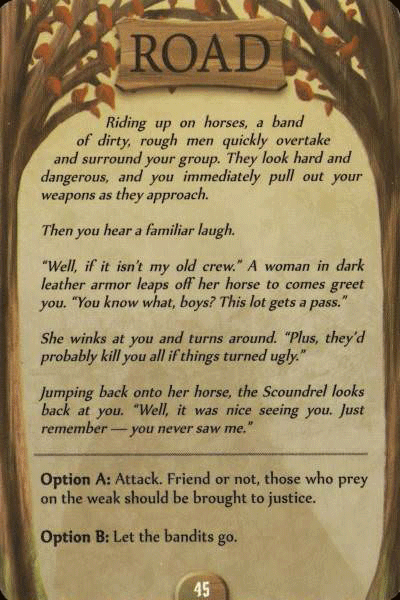 ROAD
Riding up on horses, a band
of dirty, rough men quickly overtake
and surround your group. They look hard and
dangerous, and you immediately pull out your
weapons as they approach.
Then you hear a familiar laugh.
“Well, if it isn’t my old crew.” A woman in dark
leather armor leaps off her horse to comes greet
you. “You know what, boys? This lot gets a pass.”
She winks at you and turns around. “Plus, they’d
probably kill you all if things turned ugly.”
Jumping back onto her horse, the Scoundrel looks
back at you. “Well, it was nice seeing you. Just
remember — you never saw me.”
Option A: Attack. Friend or not, those who prey
on the weak should be brought to justice.
Option B: Let the bandits go.
45